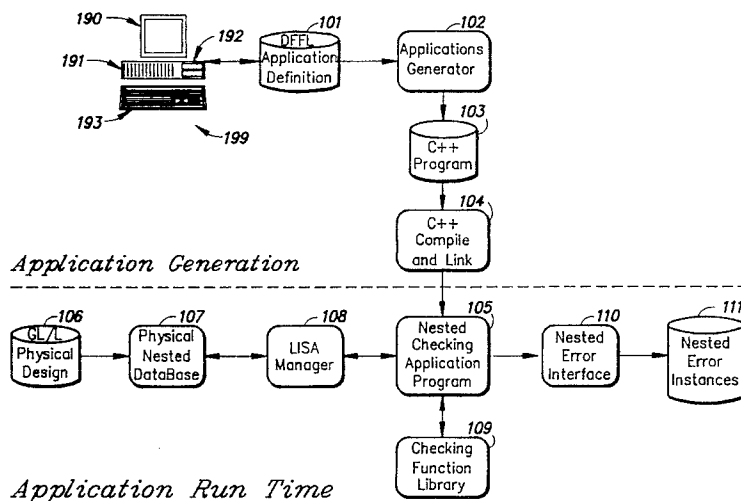 190
192
191
193
199
101
DFFL
Application
Definition
102
Applications
Generator
103
C++
Program
104
C++
Compile
and Link
Application Generation
106
GL/L
Physical
Design
107
Physical
Nested
DataBase
108
LISA
Manager
105
Nested
Checking
Application
Program
110
Nested
Error
Interface
111
Nested
Error
Instances
109
Checking
Function
Library
Application Run Time